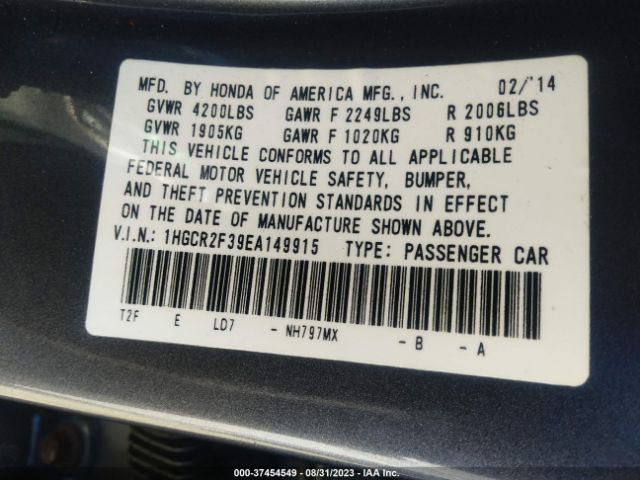 MFD. BY HONDA OF AMERICA MFG., INC. 02/'14
GVWR 4200LBS GAWR F 2249LBS R 2006LBS
GVWR 1905KG GAWR F 1020KG R 910KG
THIS VEHICLE CONFORMS TO ALL APPLICABLE
FEDERAL MOTOR VEHICLE SAFETY, BUMPER,
AND THEFT PREVENTION STANDARDS IN EFFECT
ON THE DATE OF MANUFACTURE SHOWN ABOVE.
V.I.N.: 1HGCR2F39EA149915 TYPE: PASSENGER CAR
T2F E LD7 - NH797MX - B - A
000-37454549 - 08/31/2023 - IAA Inc.